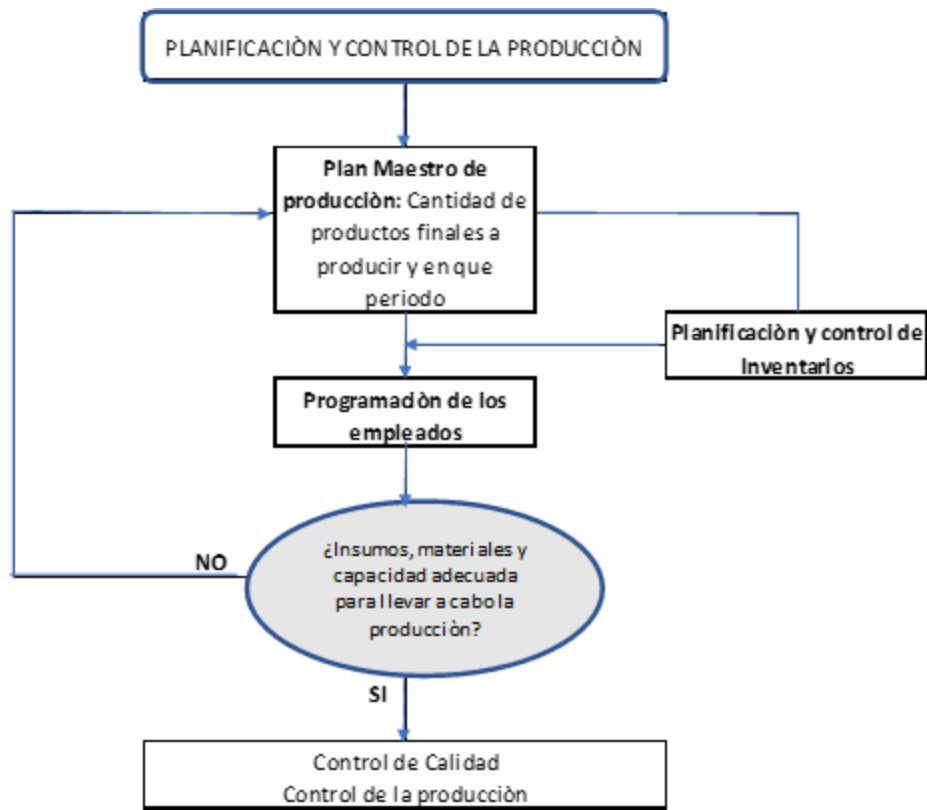 PLANIFICACIÒN Y CONTROL DE LA PRODUCCIÒN
Plan Maestro de
producciòn: Cantidad de
productos finales a
producir y en que
periodo
Planificaciòn y control de
Inventarios
Programaciòn de los
empleados
¿Insumos, materiales y
capacidad adecuada
para llevar a cabo la
producciòn?
NO
SI
Control de Calidad
Control de la producciòn